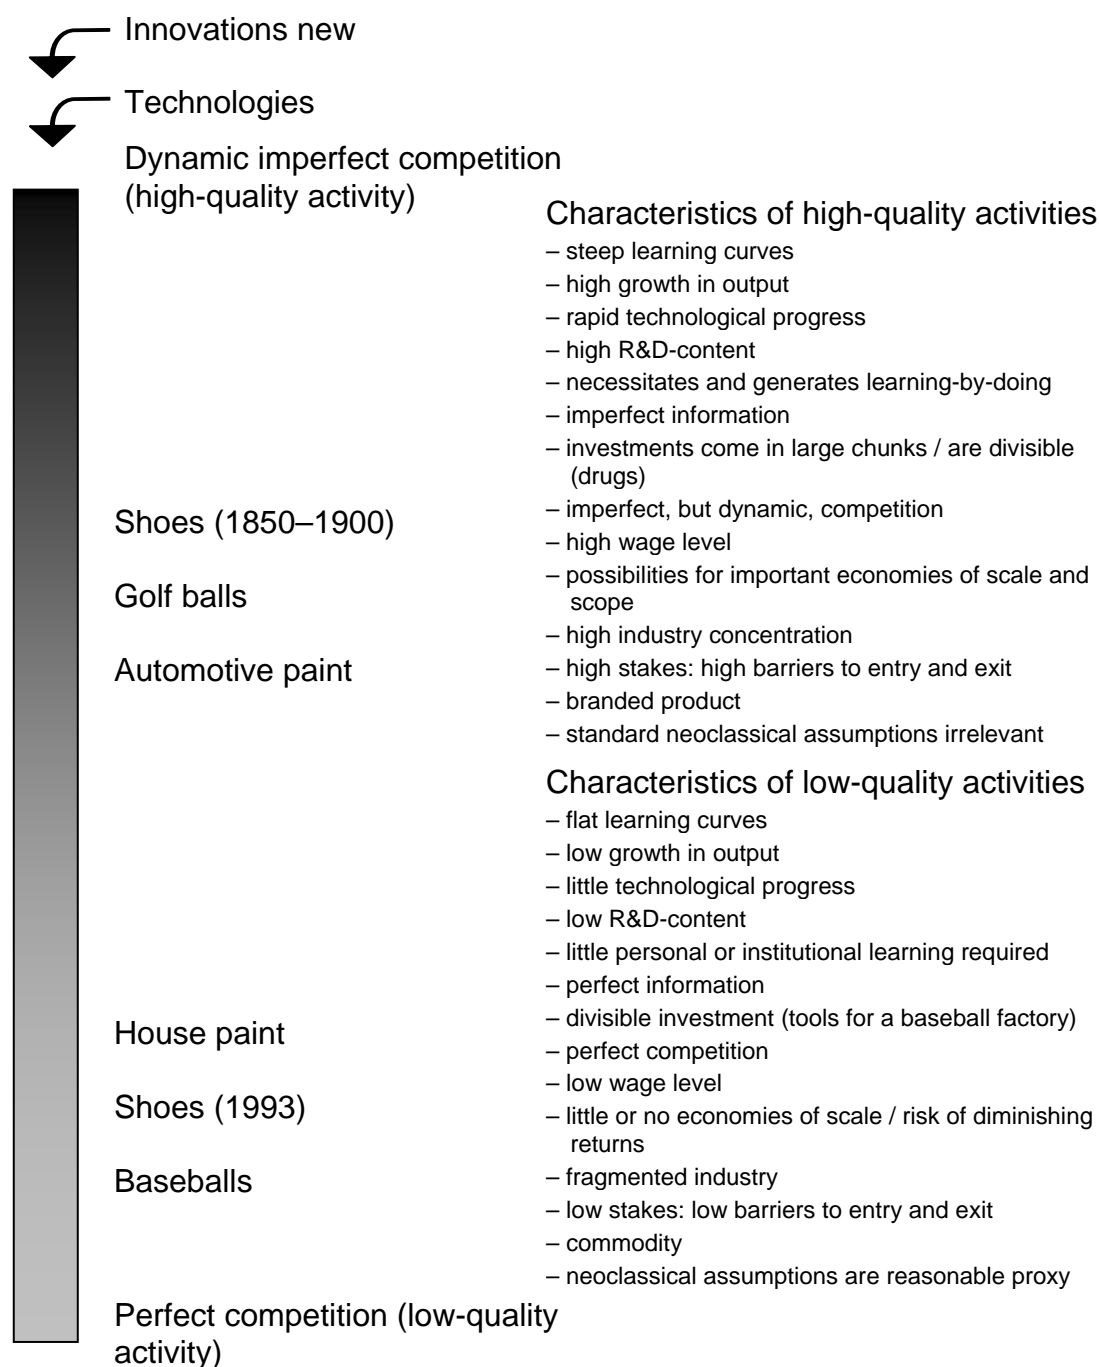 Innovations new
Technologies
Dynamic imperfect competition
(high-quality activity)
Characteristics of high-quality activities
– steep learning curves
– high growth in output
– rapid technological progress
– high R&D-content
– necessitates and generates learning-by-doing
– imperfect information
– investments come in large chunks / are divisible
(drugs)
– imperfect, but dynamic, competition
– high wage level
– possibilities for important economies of scale and
scope
– high industry concentration
– high stakes: high barriers to entry and exit
– branded product
– standard neoclassical assumptions irrelevant
Shoes (1850–1900)
Golf balls
Automotive paint
Characteristics of low-quality activities
– flat learning curves
– low growth in output
– little technological progress
– low R&D-content
– little personal or institutional learning required
– perfect information
– divisible investment (tools for a baseball factory)
– perfect competition
– low wage level
– little or no economies of scale / risk of diminishing
returns
– fragmented industry
– low stakes: low barriers to entry and exit
– commodity
– neoclassical assumptions are reasonable proxy
House paint
Shoes (1993)
Baseballs
Perfect competition (low-quality
activity)